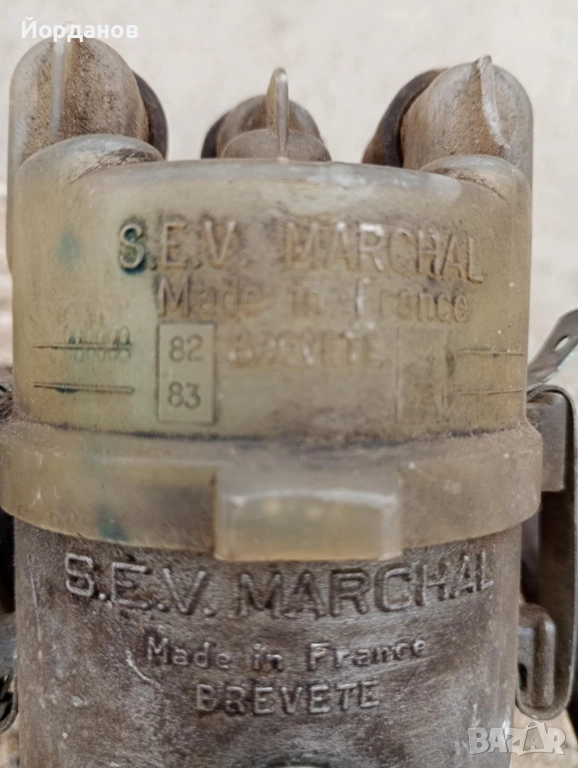 Йорданов
S.E.V. MARCHAL
Made in France
82 BREVETE
83
S.E.V. MARCHAL
Made in France
BREVETE
BAZAR